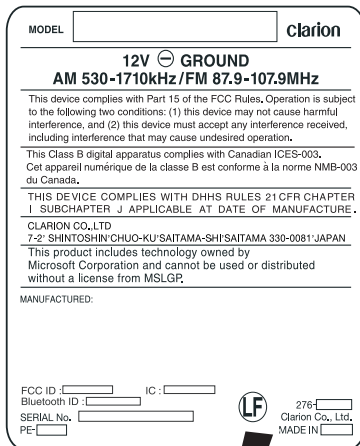 MODEL clarion
12V ⊖ GROUND
AM 530-1710kHz/FM 87.9-107.9MHz
This device complies with Part 15 of the FCC Rules. Operation is subject
to the following two conditions: (1) this device may not cause harmful
interference, and (2) this device must accept any interference received,
including interference that may cause undesired operation.
This Class B digital apparatus complies with Canadian ICES-003.
Cet appareil numérique de la classe B est conforme à la norme NMB-003
du Canada.
THIS DEVICE COMPLIES WITH DHHS RULES 21CFR CHAPTER
I SUBCHAPTER J APPLICABLE AT DATE OF MANUFACTURE.
CLARION CO.,LTD
7-2' SHINTOSHIN'CHUO-KU'SAITAMA-SHI'SAITAMA 330-0081'JAPAN
This product includes technology owned by
Microsoft Corporation and cannot be used or distributed
without a license from MSLGP.
MANUFACTURED:
FCC ID : IC :
Bluetooth ID :
SERIAL No.
PE-
LF
276-
Clarion Co., Ltd.
MADE IN